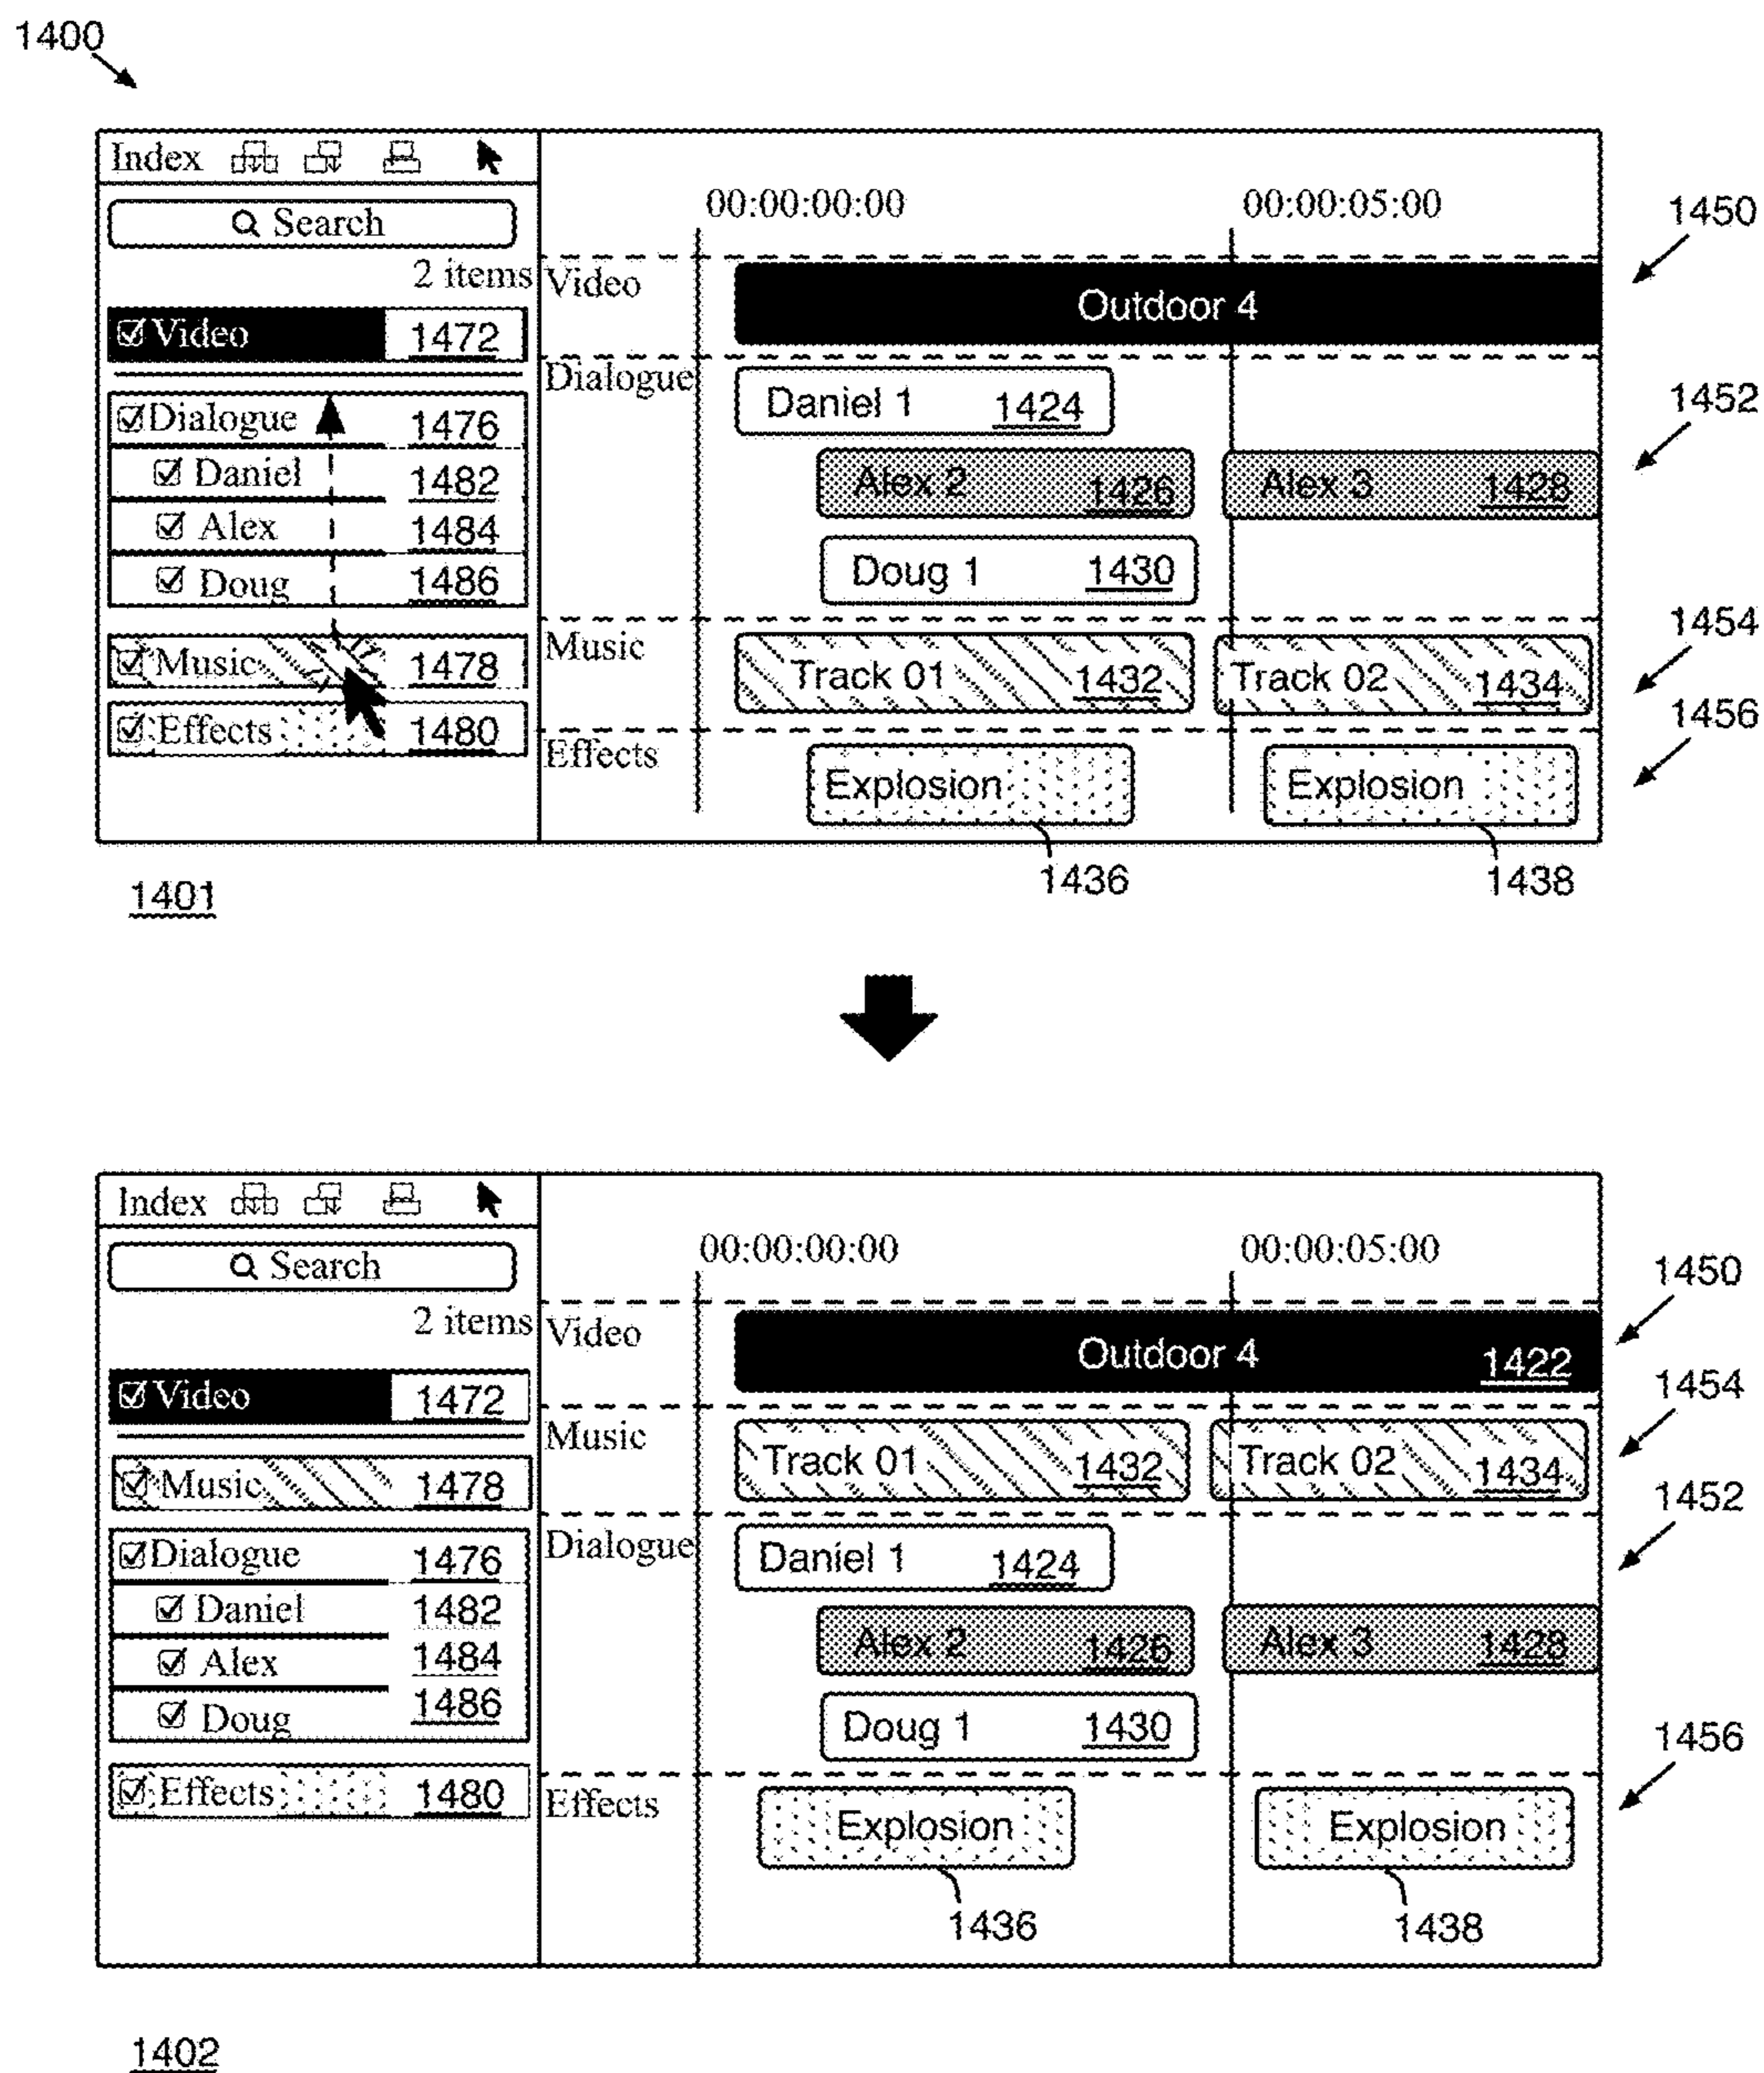 1400
Index
Search
2 items
Video 1472
Dialogue 1476
Daniel 1482
Alex 1484
Doug 1486
Music 1478
Effects 1480
00:00:00:00 00:00:05:00
Video Outdoor 4 1450
Dialogue Daniel 1 1424 1452
Alex 2 1426 Alex 3 1428
Doug 1 1430
Music Track 01 1432 Track 02 1434 1454
Effects Explosion Explosion 1456
1436 1438
1401
Index
Search
2 items
Video 1472
Music 1478
Dialogue 1476
Daniel 1482
Alex 1484
Doug 1486
Effects 1480
00:00:00:00 00:00:05:00
Video Outdoor 4 1422 1450
Music Track 01 1432 Track 02 1434 1454
Dialogue Daniel 1 1424 1452
Alex 2 1426 Alex 3 1428
Doug 1 1430
Effects Explosion Explosion 1456
1436 1438
1402